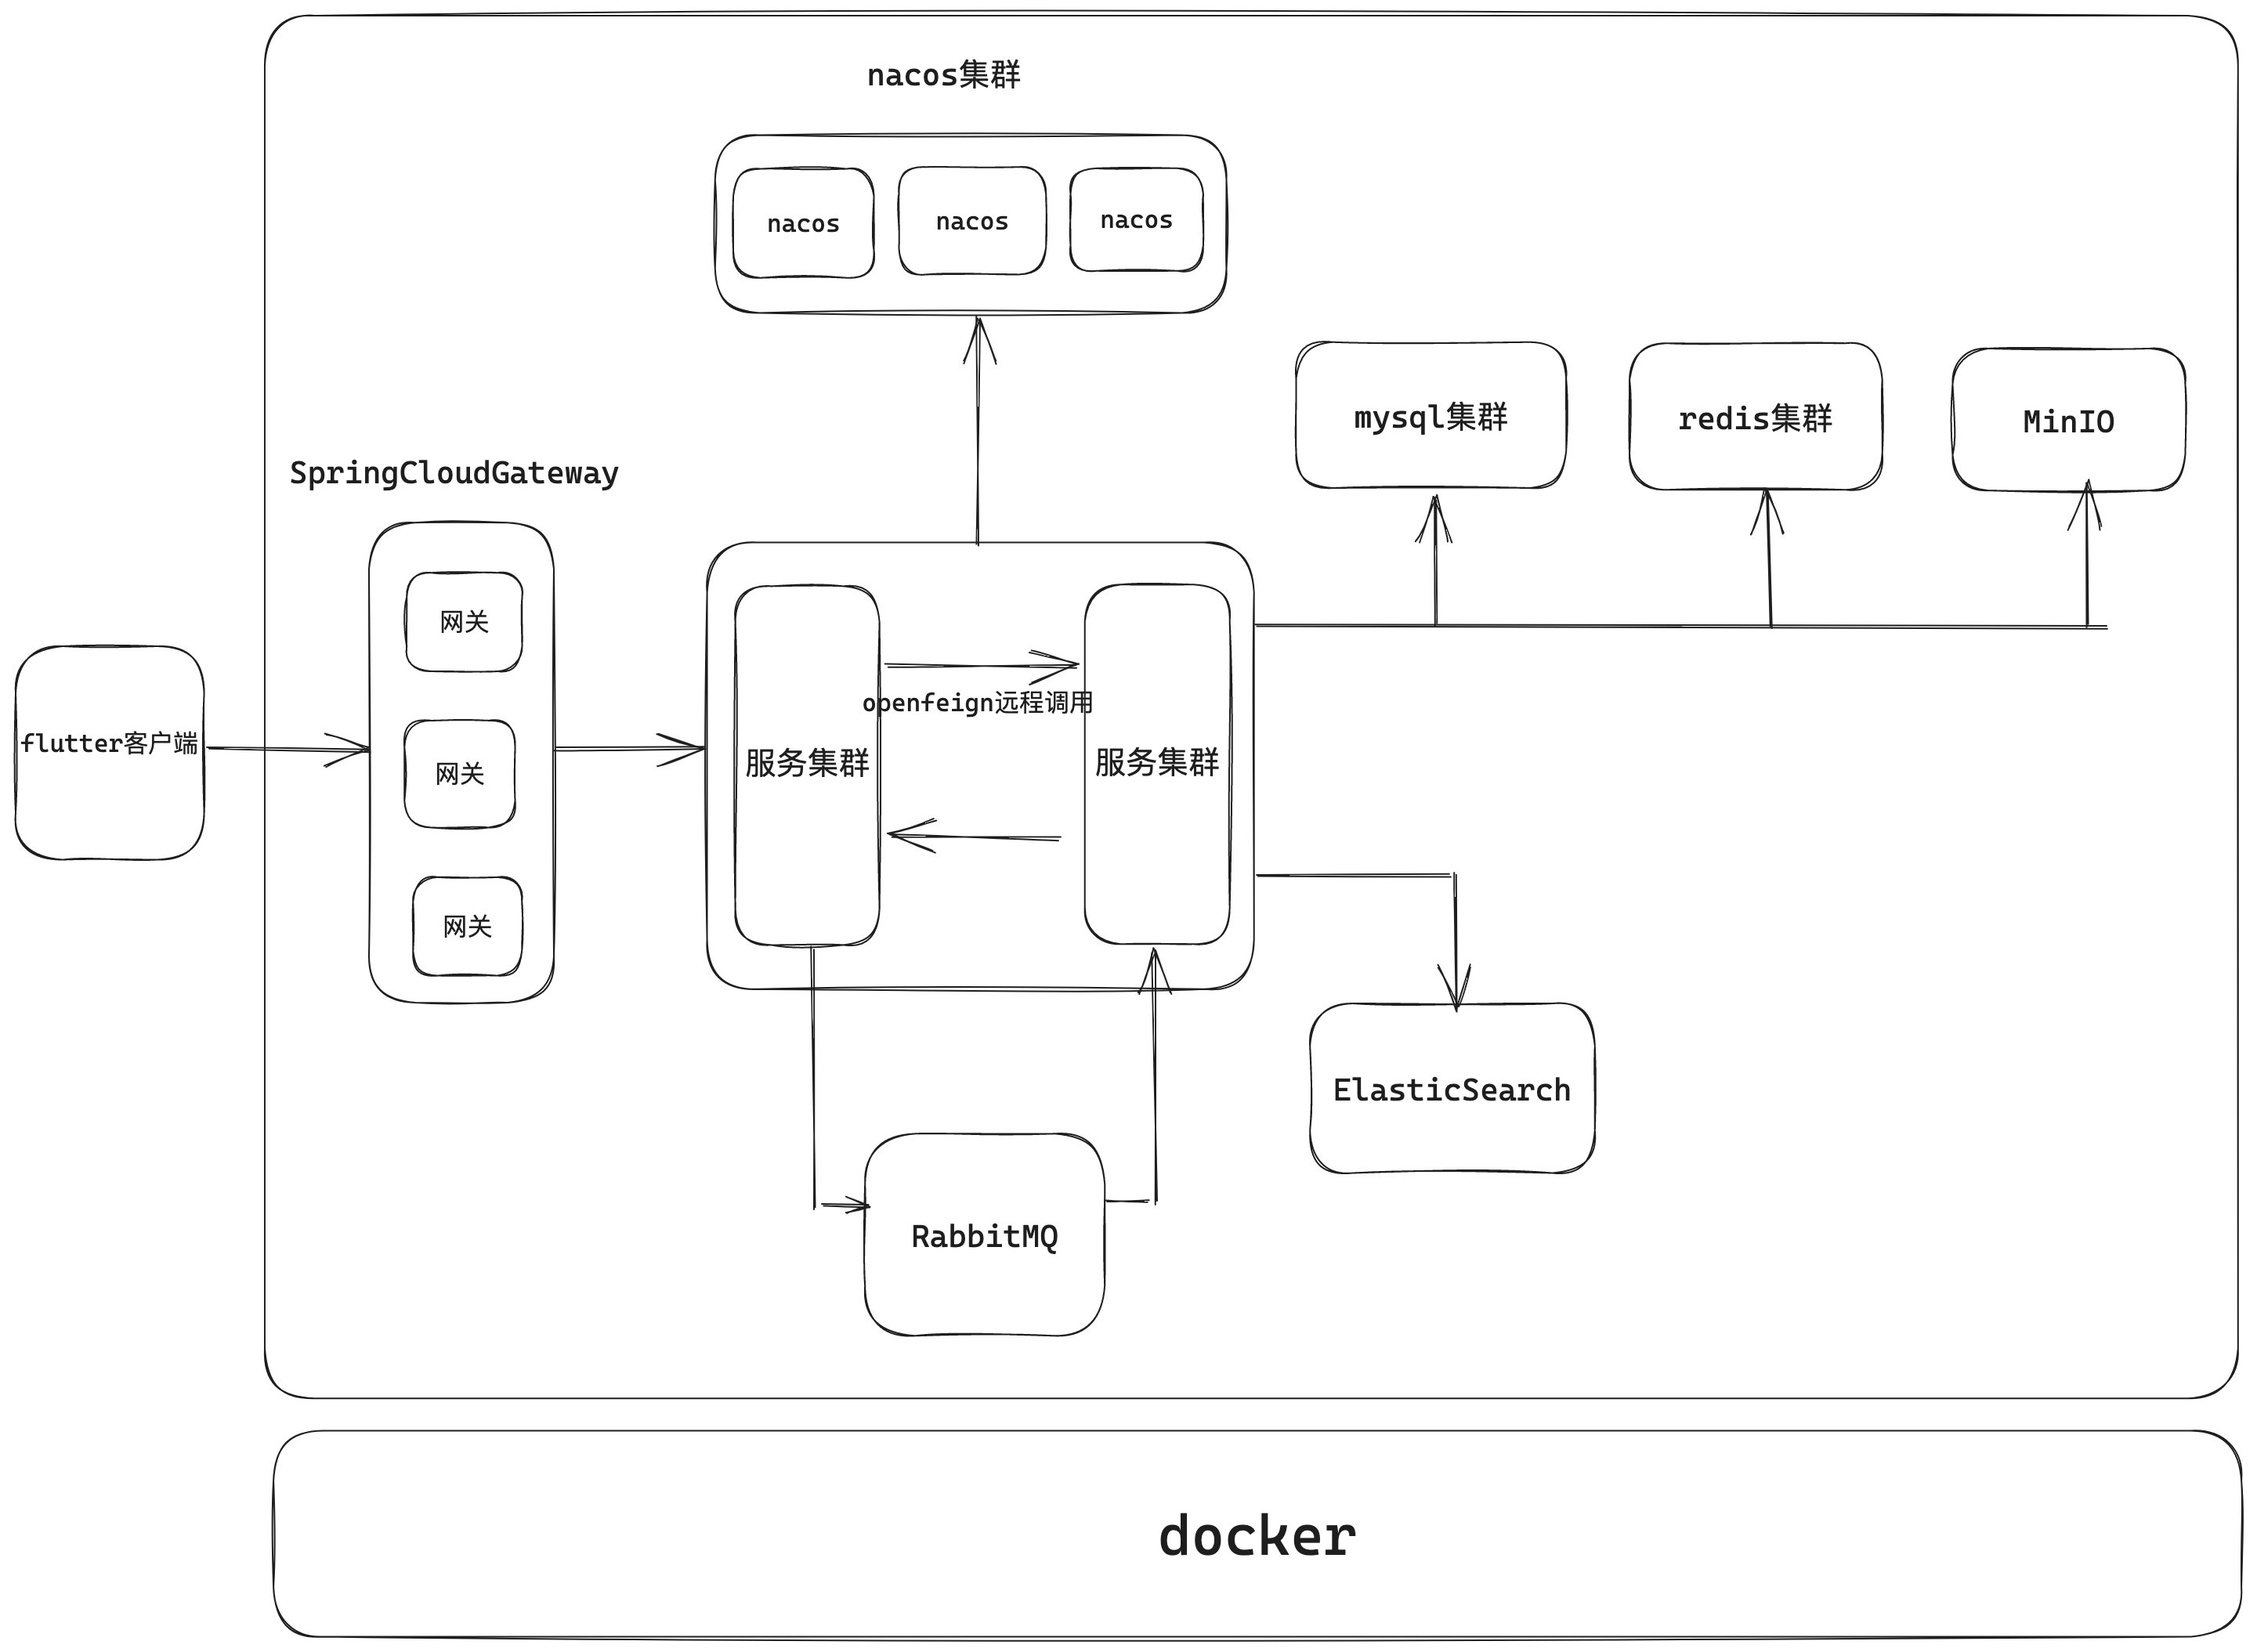 nacos集群
nacos
nacos
nacos
mysql集群
redis集群
MinIO
SpringCloudGateway
网关
网关
网关
flutter客户端
openfeign远程调用
服务集群
服务集群
ElasticSearch
RabbitMQ
docker